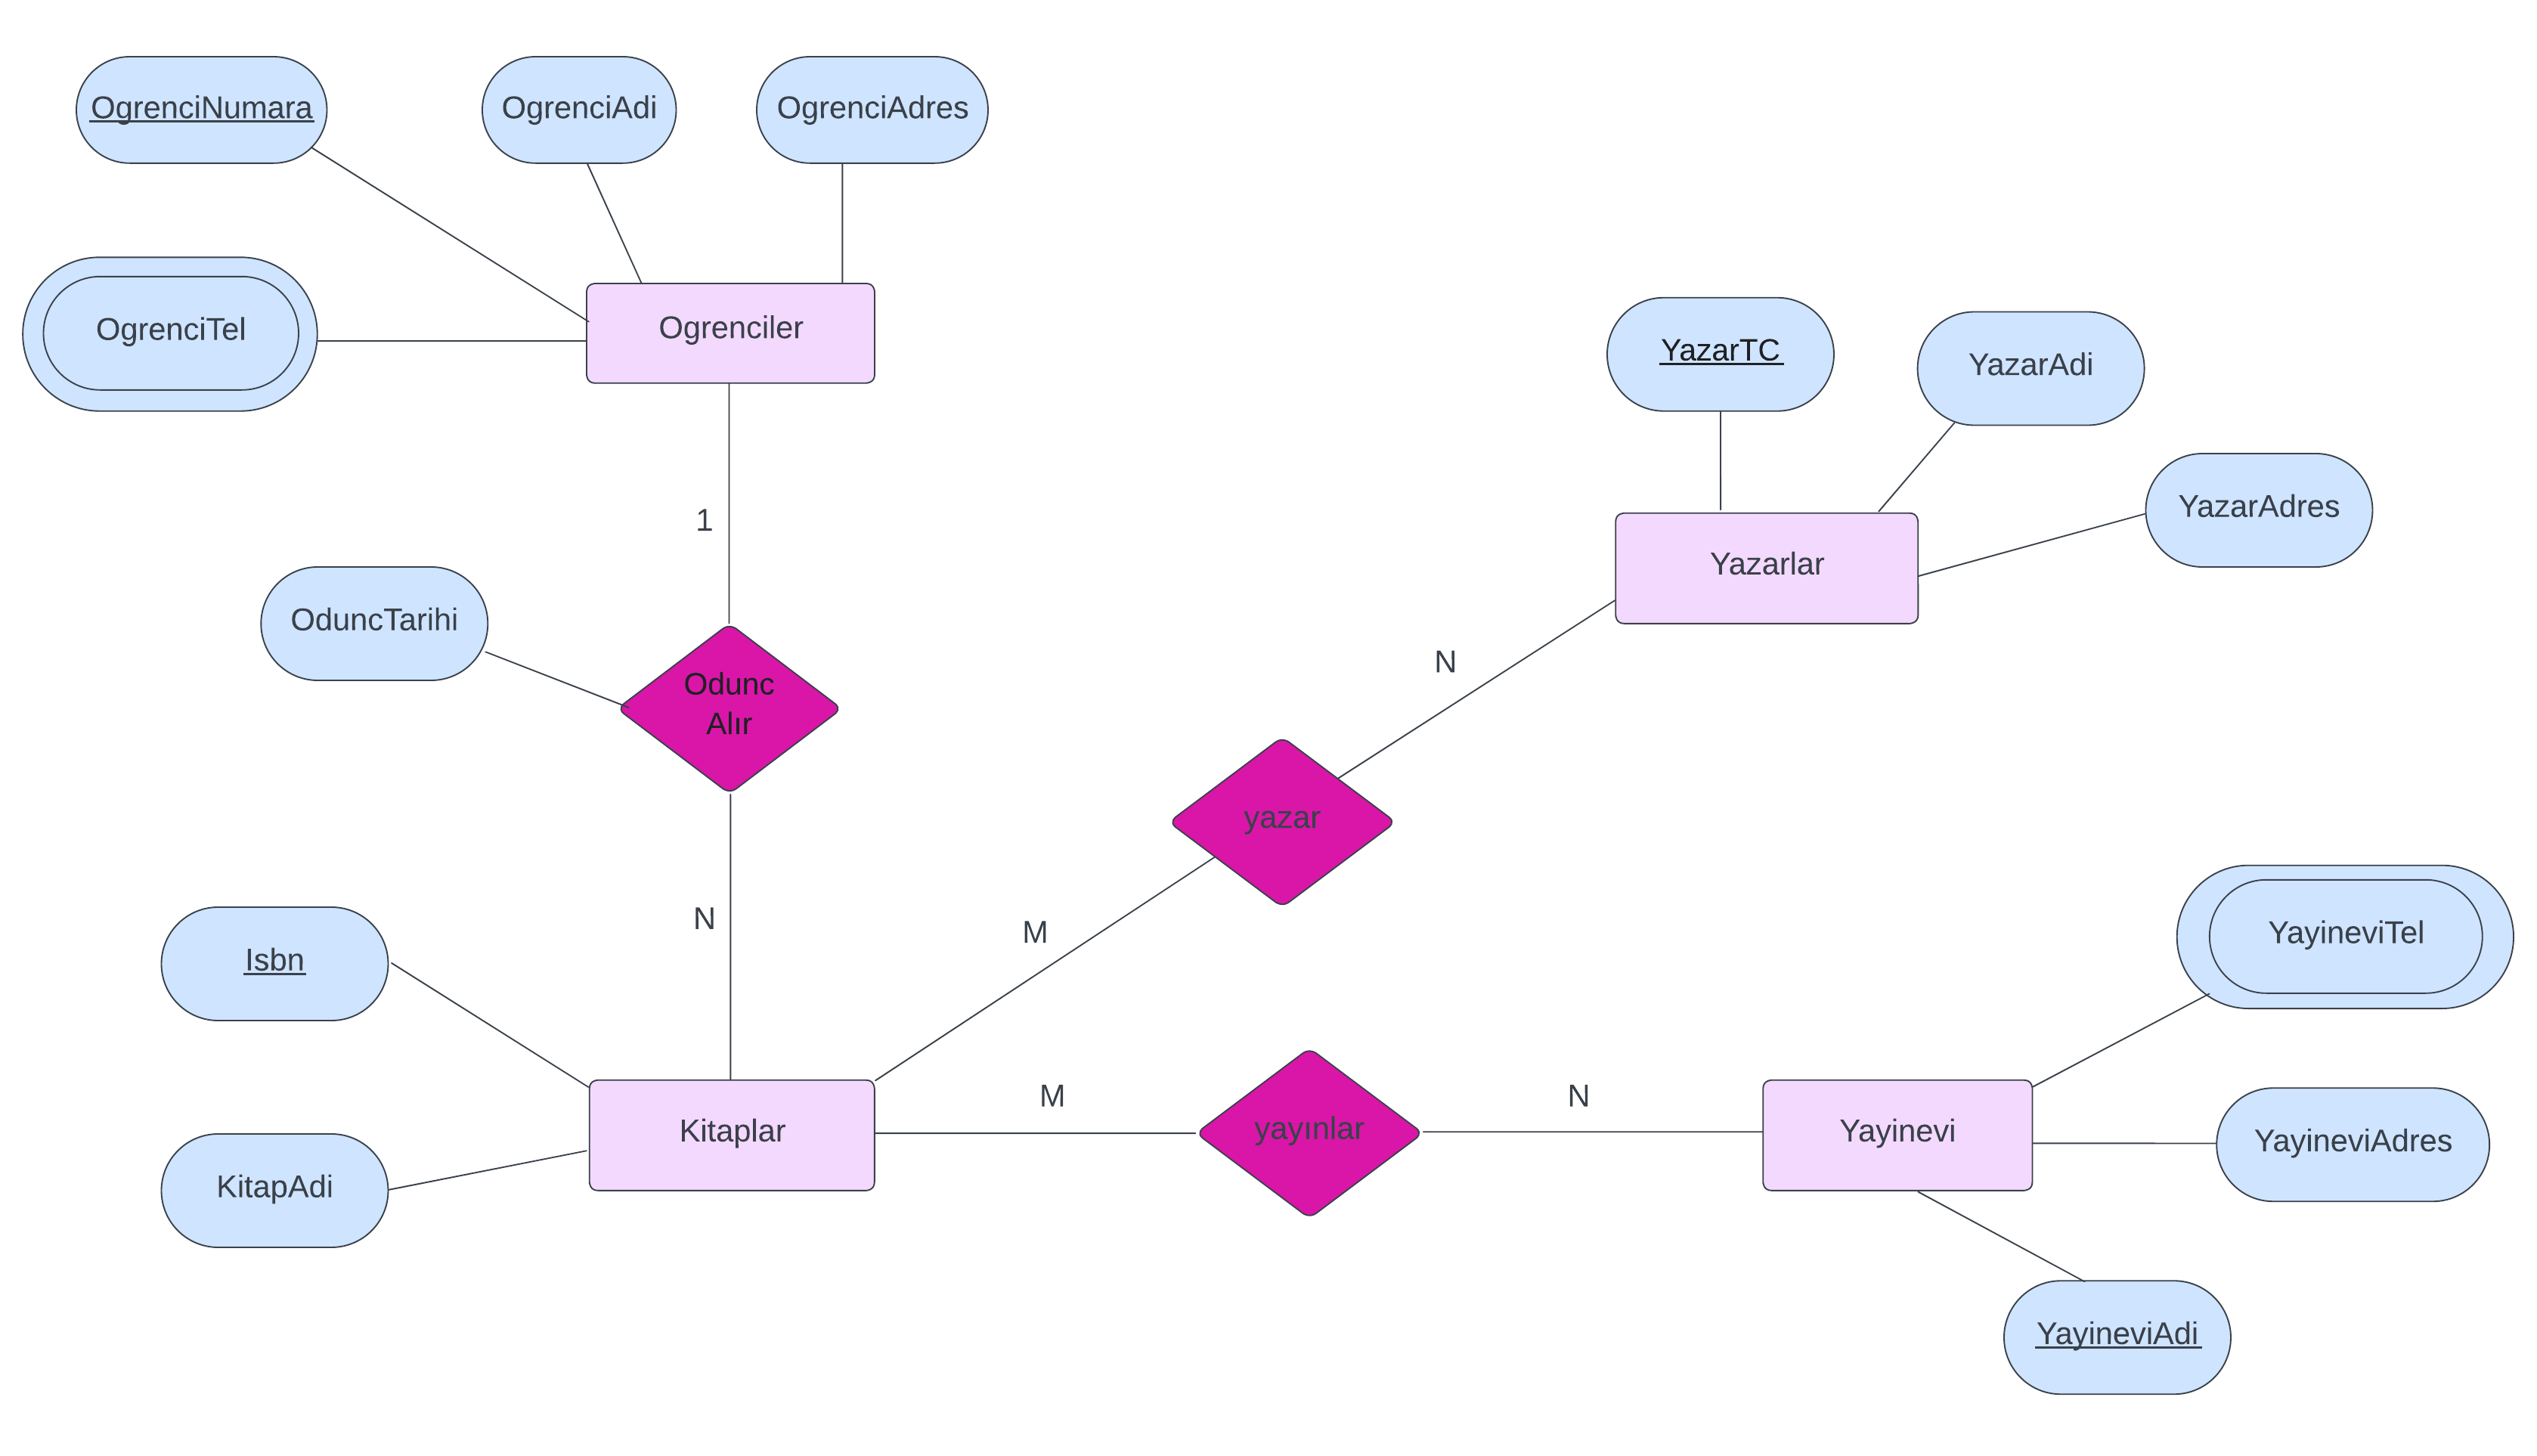 OgrenciNumara
OgrenciAdi
OgrenciAdres
OgrenciTel
Ogrenciler
YazarTC
YazarAdi
YazarAdres
Yazarlar
1
OduncTarihi
Odunc
Alır
N
yazar
N
M
Isbn
KitapAdi
Kitaplar
M
yayınlar
N
Yayinevi
YayineviTel
YayineviAdres
YayineviAdi